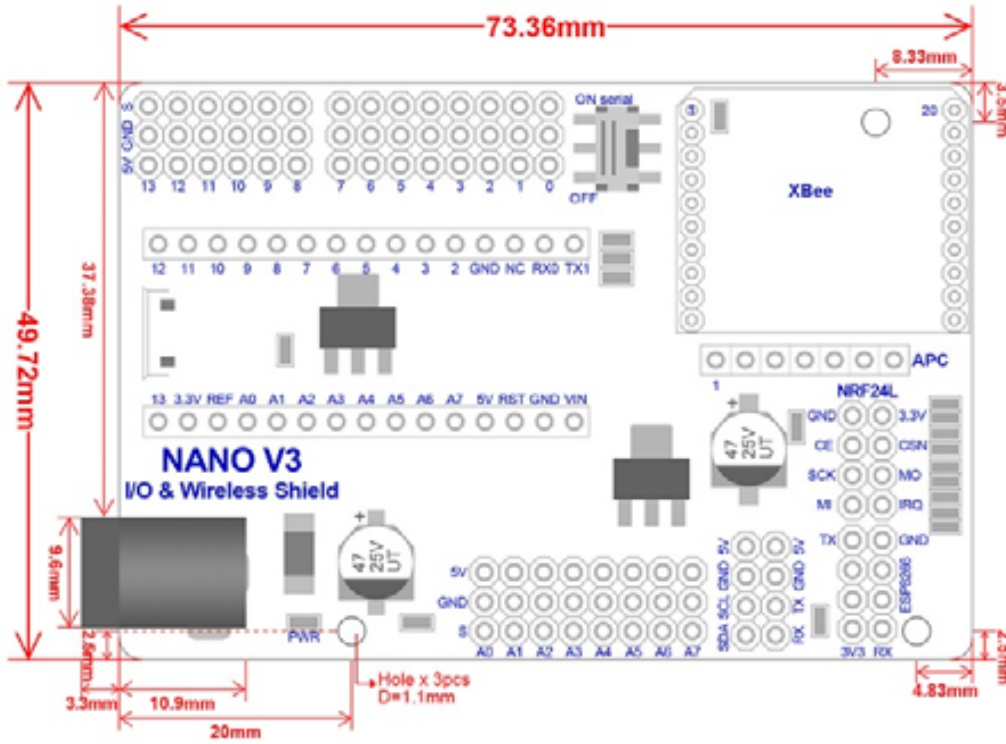 73.36mm
8.33mm
3.5mm
49.72mm
37.38mm
S
GND
5V
13 12 11 10 9 8 7 6 5 4 3 2 1 0
ON serial
OFF
1 20
XBee
12 11 10 9 8 7 6 5 4 3 2 GND NC RX0 TX1
13 3.3V REF A0 A1 A2 A3 A4 A5 A6 A7 5V RST GND VIN
APC
1
NRF24L
GND 3.3V
CE CSN
SCK MO
MI IRQ
TX GND
ESP8266
3V3 RX
NANO V3
I/O & Wireless Shield
+
47
25V
UT
+
47
25V
UT
5V
GND
S
A0 A1 A2 A3 A4 A5 A6 A7
5V 5V
GND GND
SCL TX
SDA RX
PWR
9.6mm
3.3mm
10.9mm
20mm
Hole x 3pcs
D=1.1mm
4.83mm